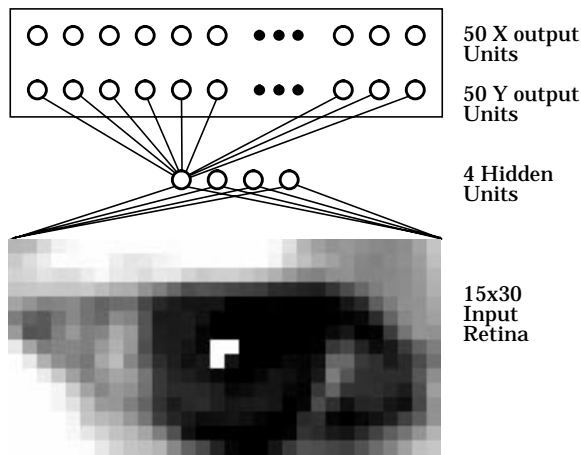 50 X output
Units
50 Y output
Units
4 Hidden
Units
15x30
Input
Retina